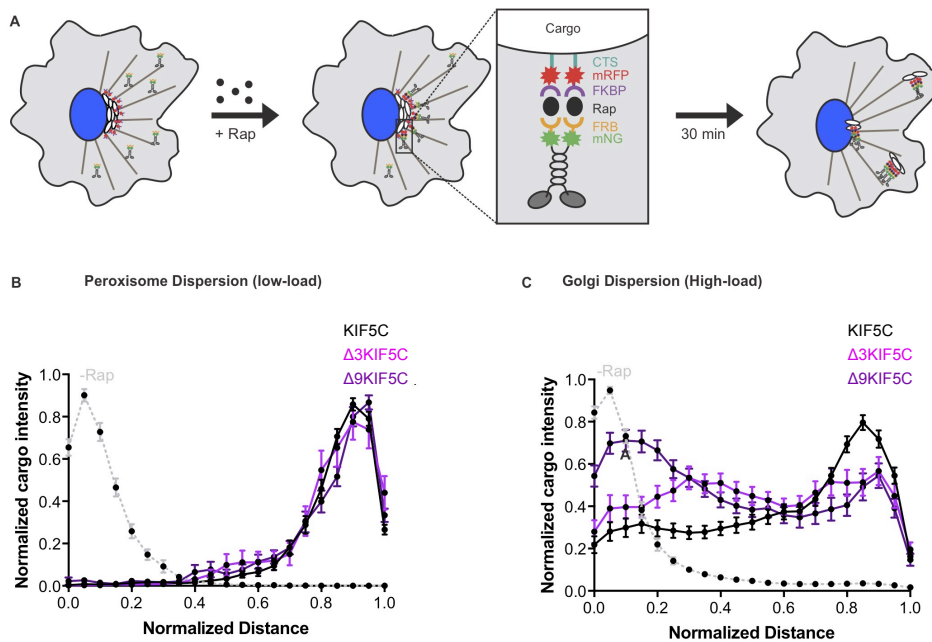 A
+ Rap
Cargo
CTS
mRFP
FKBP
Rap
FRB
mNG
30 min
B Peroxisome Dispersion (low-load)
KIF5C
Δ3KIF5C
Δ9KIF5C .
-Rap
Normalized cargo intensity
1.0
0.8
0.6
0.4
0.2
0.0
0.0 0.2 0.4 0.6 0.8 1.0
Normalized Distance
C Golgi Dispersion (High-load)
KIF5C
Δ3KIF5C
Δ9KIF5C
-Rap
Normalized cargo intensity
1.0
0.8
0.6
0.4
0.2
0.0
A
0.0 0.2 0.4 0.6 0.8 1.0
Normalized Distance